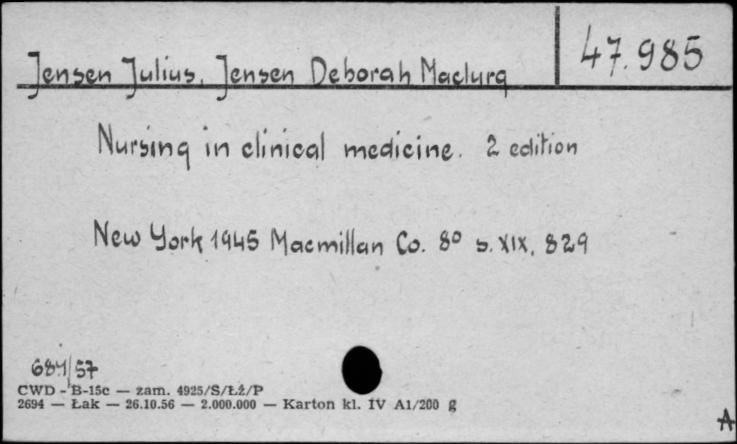 47.985
Jensen Julius, Jensen Deborah Maclurg
Nursing in clinical medicine. 2 edition
New York 1945 Macmillan Co. 8º s. XIX, 829
684/57
CWD - B-15c — zam. 4925/S/ŁŻ/P
2694 — Łak — 26.10.56 — 2.000.000 — Karton kl. IV A1/200 g
A